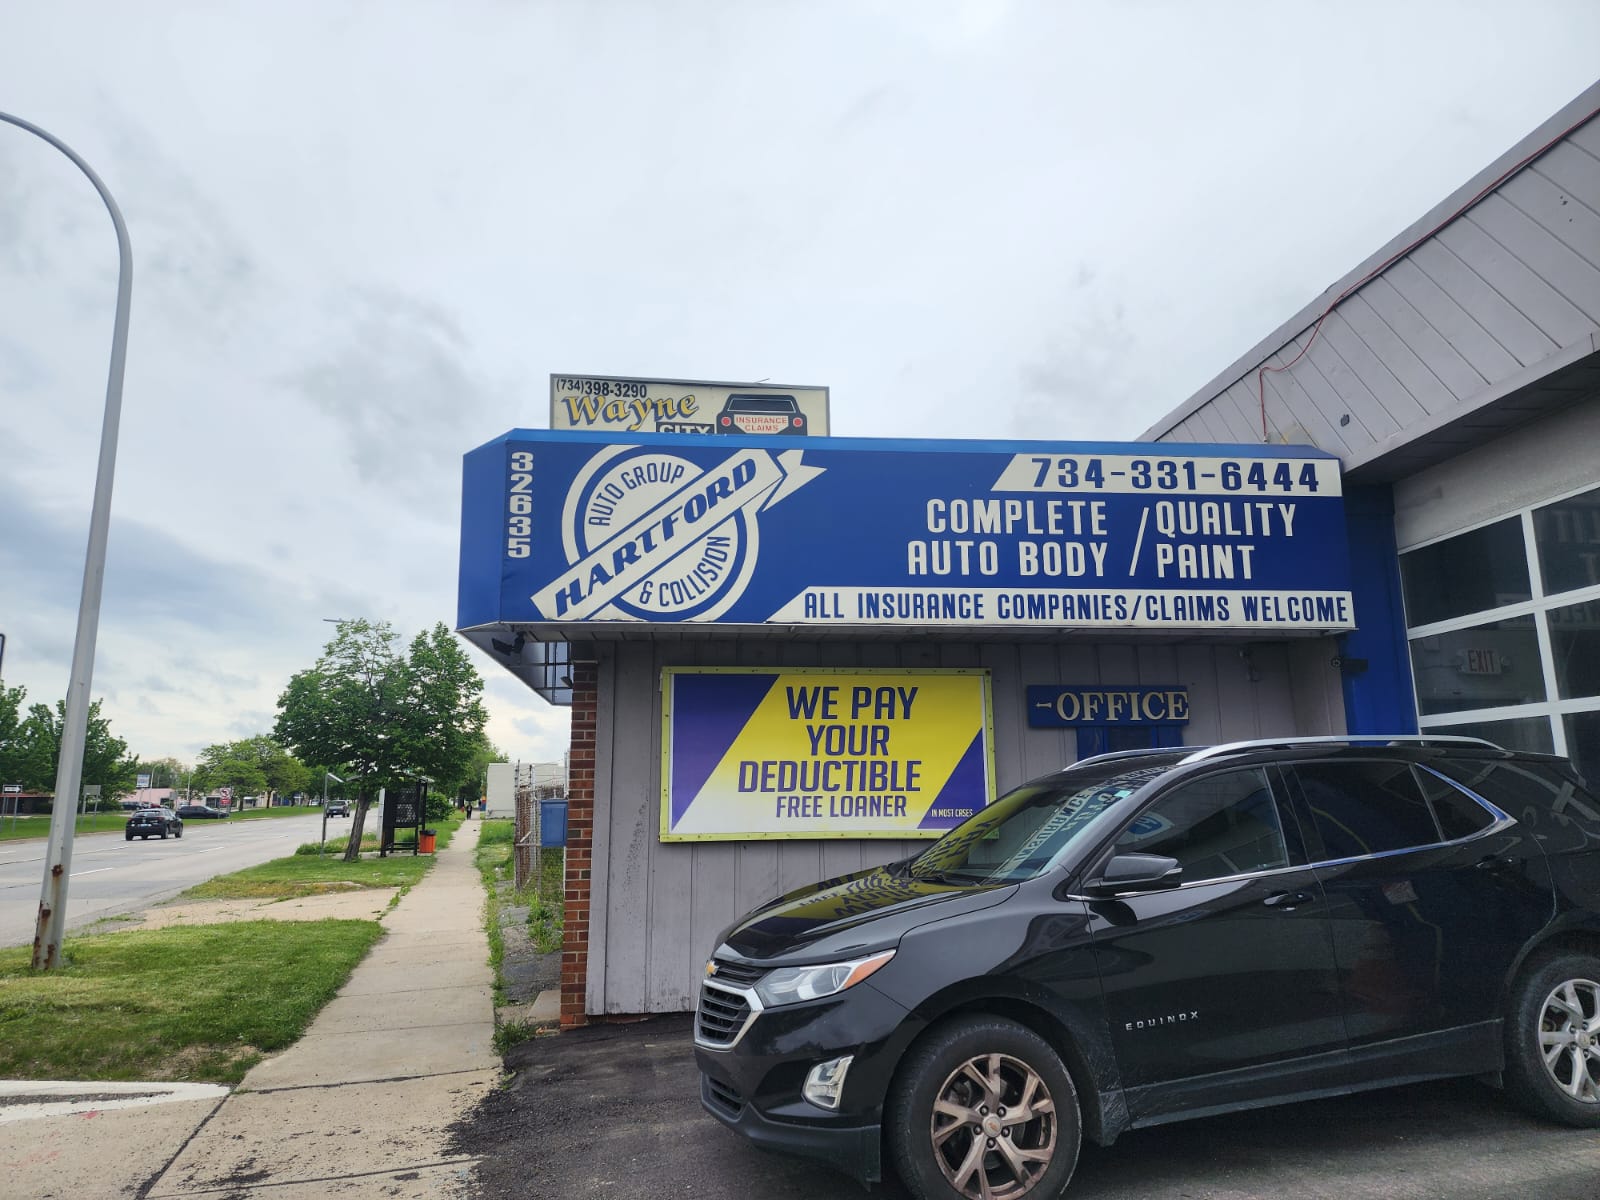 (734)398-3290
Wayne
CITY
INSURANCE
CLAIMS
32635
AUTO GROUP
HARTFORD
& COLLISION
734-331-6444
COMPLETE / QUALITY
AUTO BODY / PAINT
ALL INSURANCE COMPANIES/CLAIMS WELCOME
WE PAY
YOUR
DEDUCTIBLE
FREE LOANER
IN MOST CASES
OFFICE
EXIT
EQUINOX